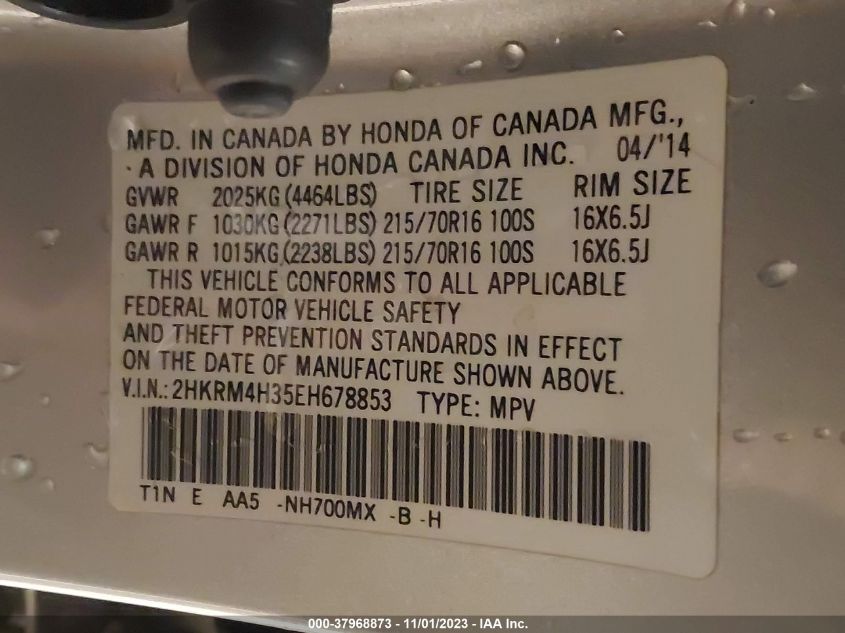 MFD. IN CANADA BY HONDA OF CANADA MFG.,
A DIVISION OF HONDA CANADA INC. 04/'14
GVWR 2025KG (4464LBS) TIRE SIZE RIM SIZE
GAWR F 1030KG (2271LBS) 215/70R16 100S 16X6.5J
GAWR R 1015KG (2238LBS) 215/70R16 100S 16X6.5J
THIS VEHICLE CONFORMS TO ALL APPLICABLE
FEDERAL MOTOR VEHICLE SAFETY
AND THEFT PREVENTION STANDARDS IN EFFECT
ON THE DATE OF MANUFACTURE SHOWN ABOVE.
V.I.N.: 2HKRM4H35EH678853 TYPE: MPV
T1N E AA5 -NH700MX -B -H
000-37968873 - 11/01/2023 - IAA Inc.